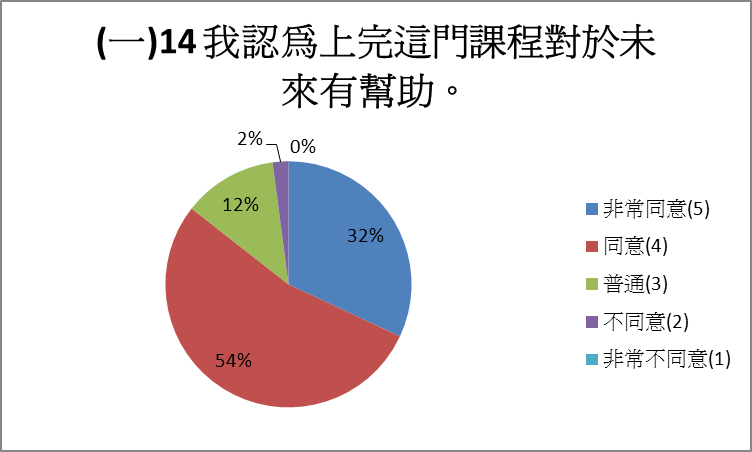 (一)14 我認為上完這門課程對於未
來有幫助。
2%
0%
12%
32%
54%
非常同意(5)
同意(4)
普通(3)
不同意(2)
非常不同意(1)